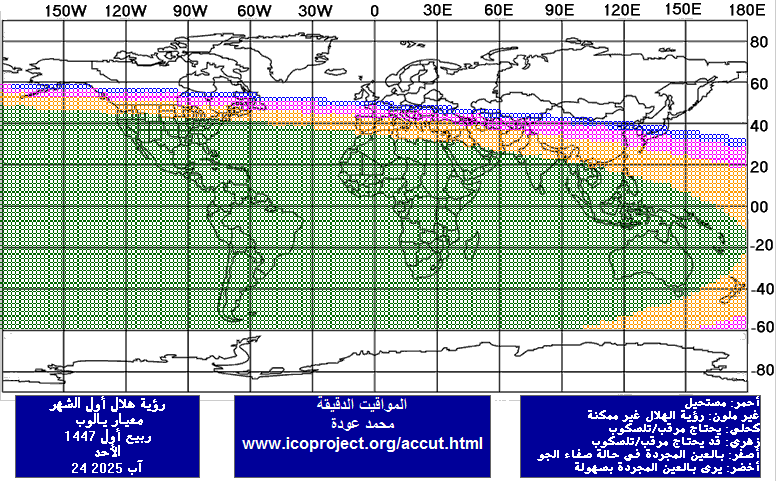 150W 120W 90W 60W 30W 0 30E 60E 90E 120E 150E 180E
80
60
40
20
00
-20
-40
-60
-80
رؤية هلال أول الشهر
معيار يالوب
ربيع أول 1447
الأحد
24 آب 2025
المواقيت الدقيقة
محمد عودة
www.icoproject.org/accut.html
أحمر: مستحيل
غير ملون: رؤية الهلال غير ممكنة
كحلي: يحتاج مرقب/تلسكوب
زهري: قد يحتاج مرقب/تلسكوب
أصفر: بالعين المجردة في حالة صفاء الجو
أخضر: يرى بالعين المجردة بسهولة